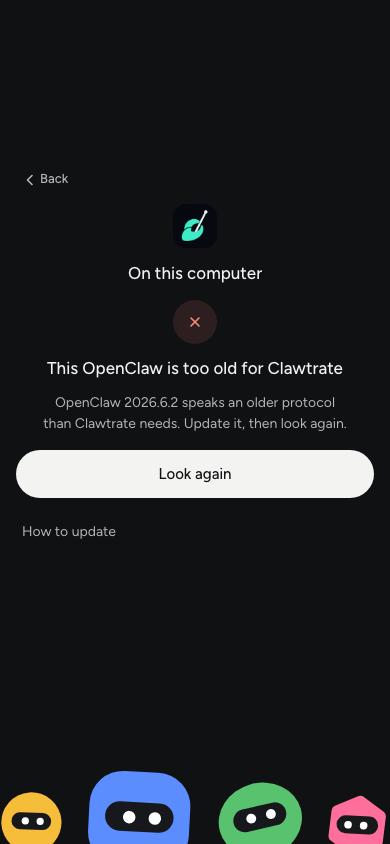 Back
On this computer
This OpenClaw is too old for Clawtrate
OpenClaw 2026.6.2 speaks an older protocol
than Clawtrate needs. Update it, then look again.
Look again
How to update